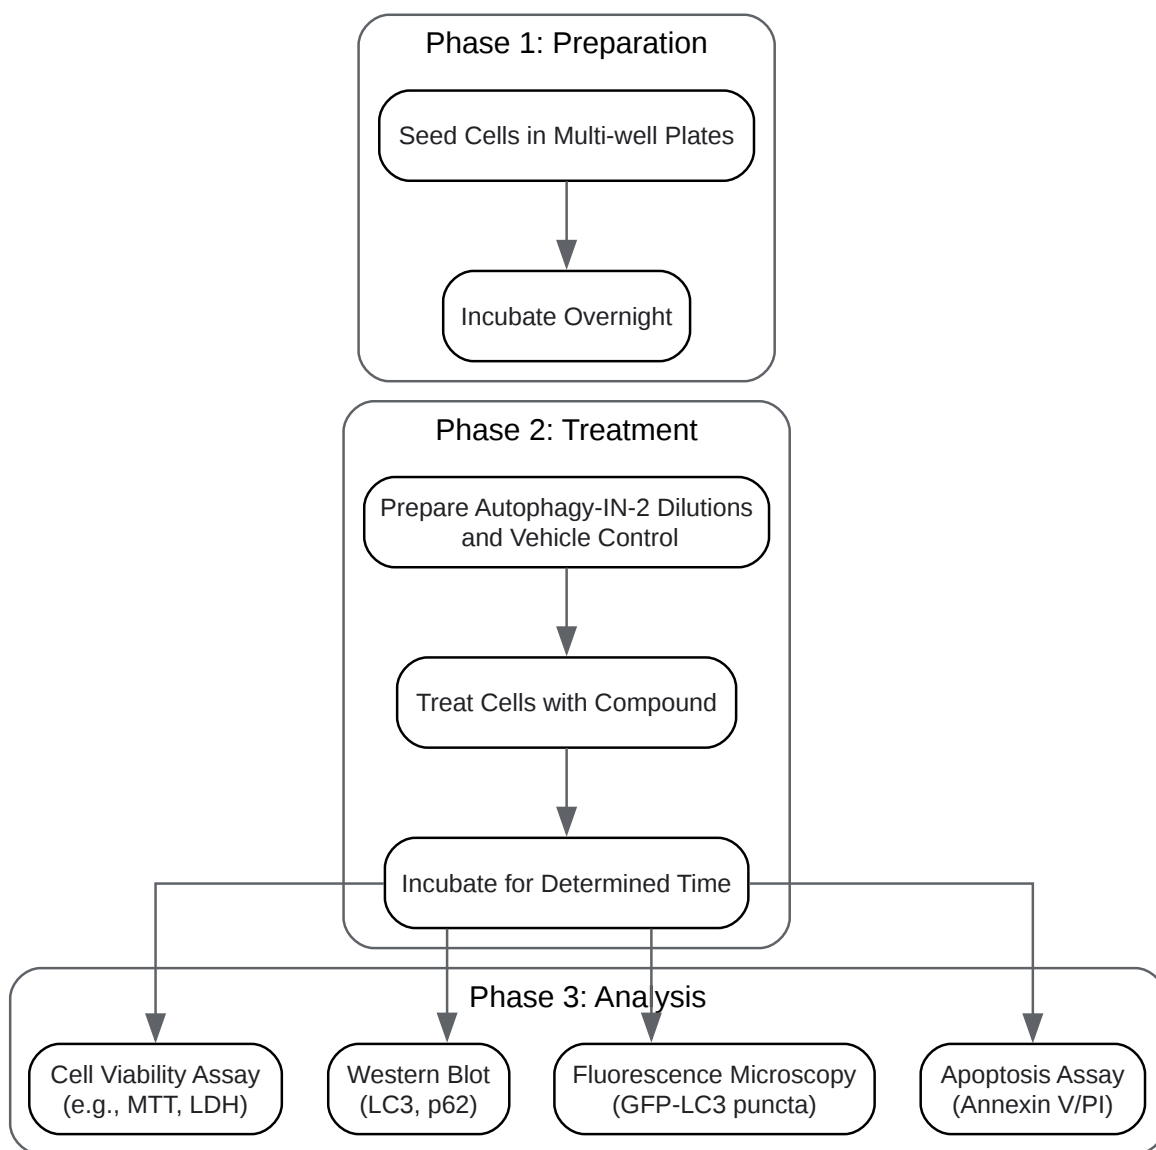 Phase 1: Preparation
Seed Cells in Multi-well Plates
Incubate Overnight
Phase 2: Treatment
Prepare Autophagy-IN-2 Dilutions
and Vehicle Control
Treat Cells with Compound
Incubate for Determined Time
Phase 3: Analysis
Cell Viability Assay
(e.g., MTT, LDH)
Western Blot
(LC3, p62)
Fluorescence Microscopy
(GFP-LC3 puncta)
Apoptosis Assay
(Annexin V/PI)